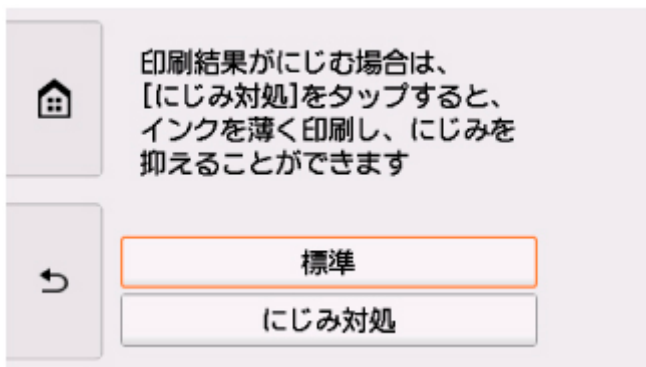 印刷結果がにじむ場合は、
[にじみ対処]をタップすると、
インクを薄く印刷し、にじみを
抑えることができます
標準
にじみ対処